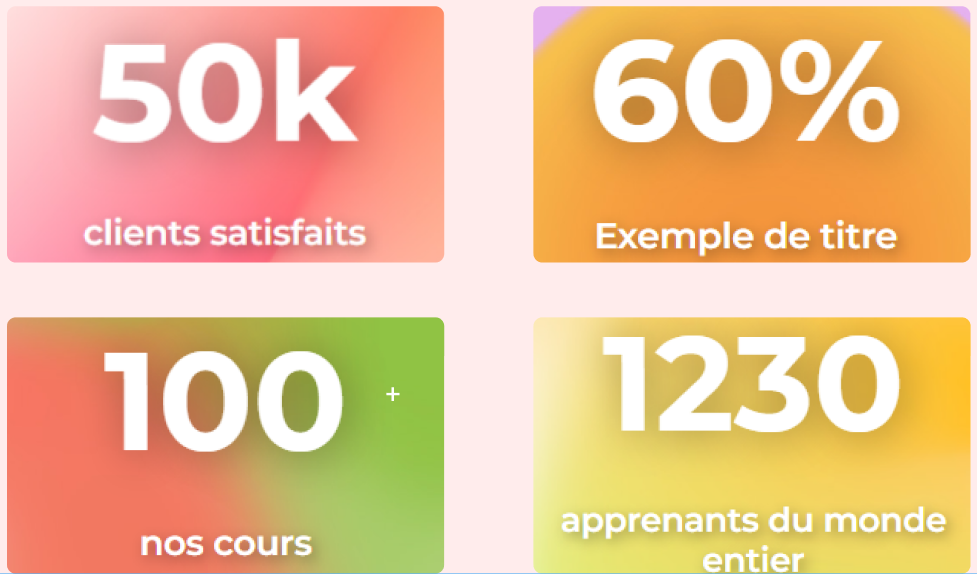 50k
clients satisfaits
60%
Exemple de titre
100 +
nos cours
1230
apprenants du monde
entier